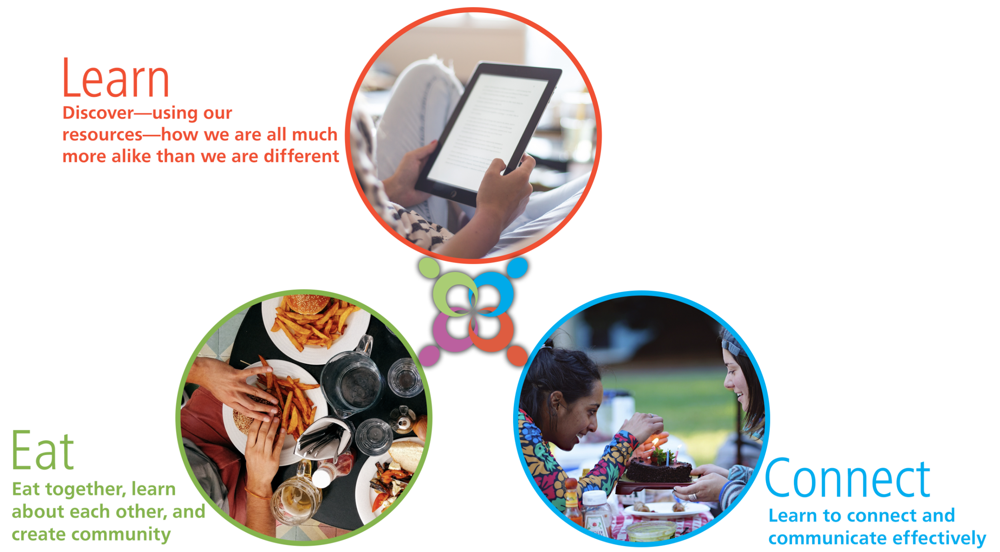 Learn
Discover—using our
resources—how we are all much
more alike than we are different
Eat
Eat together, learn
about each other, and
create community
Connect
Learn to connect and
communicate effectively